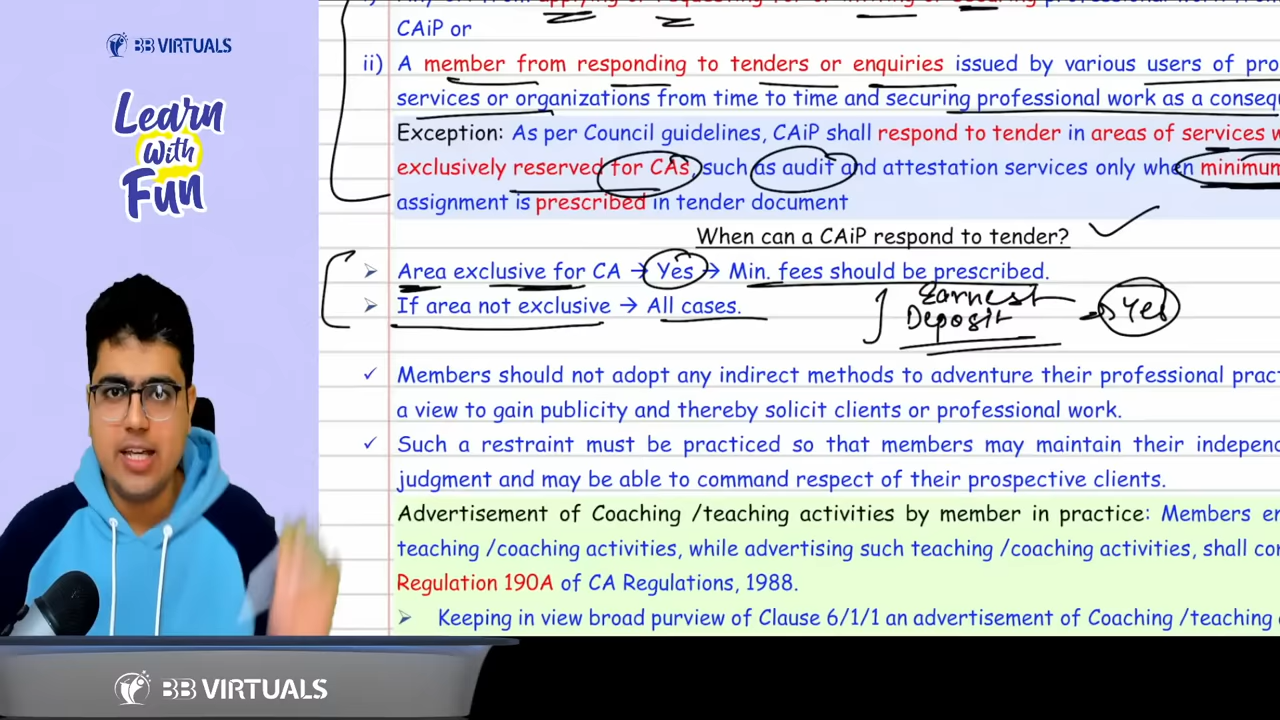 BB VIRTUALS
Learn
With
Fun
CAiP or
ii) A member from responding to tenders or enquiries issued by various users of pro
services or organizations from time to time and securing professional work as a consequ
Exception: As per Council guidelines, CAiP shall respond to tender in areas of services w
exclusively reserved for CAs, such as audit and attestation services only when minimum
assignment is prescribed in tender document
When can a CAiP respond to tender?
➤ Area exclusive for CA → Yes → Min. fees should be prescribed.
➤ If area not exclusive → All cases.
Earnest
Deposit → Yes
✓ Members should not adopt any indirect methods to adventure their professional pract
a view to gain publicity and thereby solicit clients or professional work.
✓ Such a restraint must be practiced so that members may maintain their independ
judgment and may be able to command respect of their prospective clients.
Advertisement of Coaching /teaching activities by member in practice: Members en
teaching /coaching activities, while advertising such teaching /coaching activities, shall co
Regulation 190A of CA Regulations, 1988.
➤ Keeping in view broad purview of Clause 6/1/1 an advertisement of Coaching /teaching
BB VIRTUALS